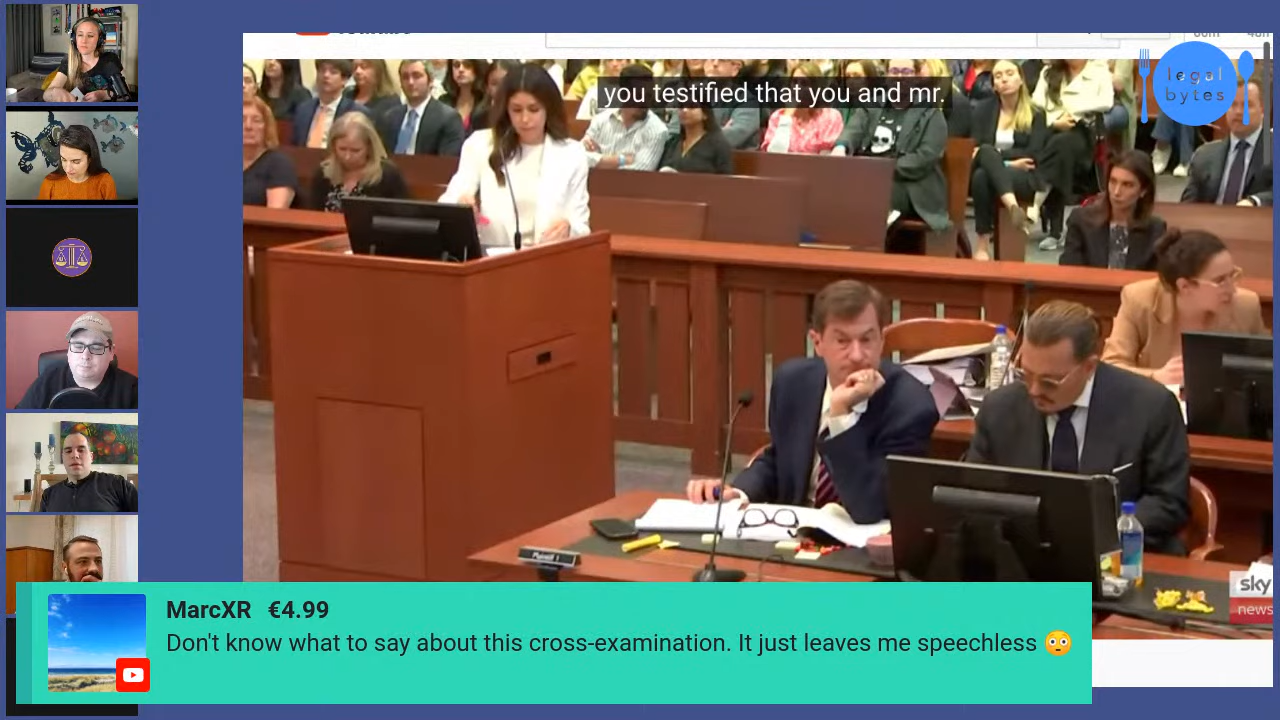 you testified that you and mr.
legal
bytes
Plaintiff
sky
news
MarcXR €4.99
Don't know what to say about this cross-examination. It just leaves me speechless 😳